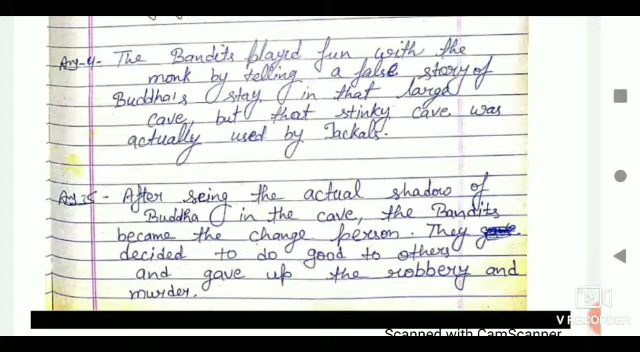 Ans-4- The Bandits played fun with the
monk by telling a false story of
Buddha's stay in that large
cave, but that stinky cave was
actually used by Jackals.
Ans-5- After seing the actual shadow of
Buddha in the cave, the Bandits
became the change person. They
decided to do good to others
and gave up the robbery and
murder.
V RECORDER
Scanned with CamScanner